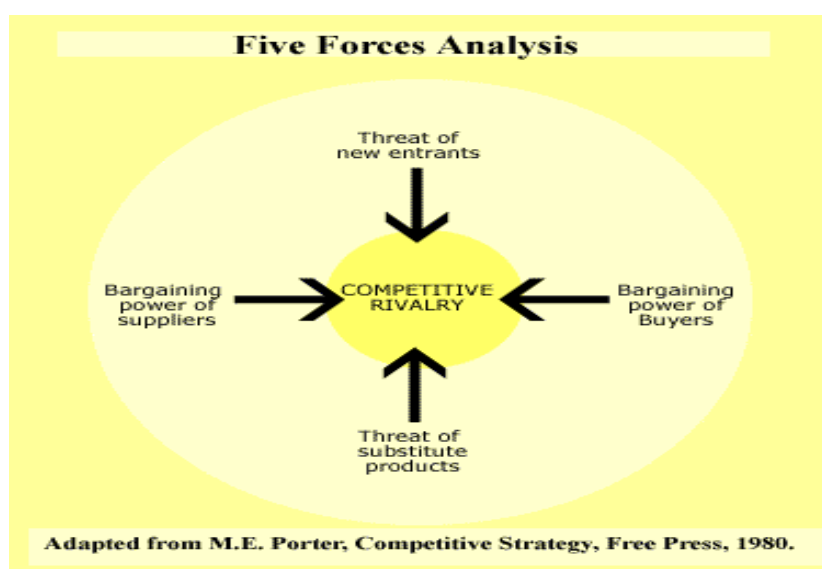 Five Forces Analysis
Threat of
new entrants
Bargaining
power of
suppliers
COMPETITIVE
RIVALRY
Bargaining
power of
Buyers
Threat of
substitute
products
Adapted from M.E. Porter, Competitive Strategy, Free Press, 1980.